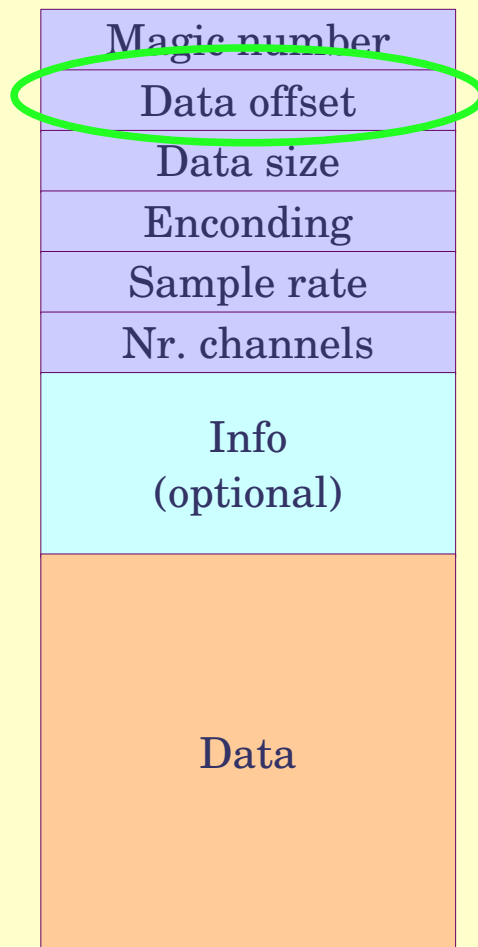 Magic number
Data offset
Data size
Enconding
Sample rate
Nr. channels
Info
(optional)
Data